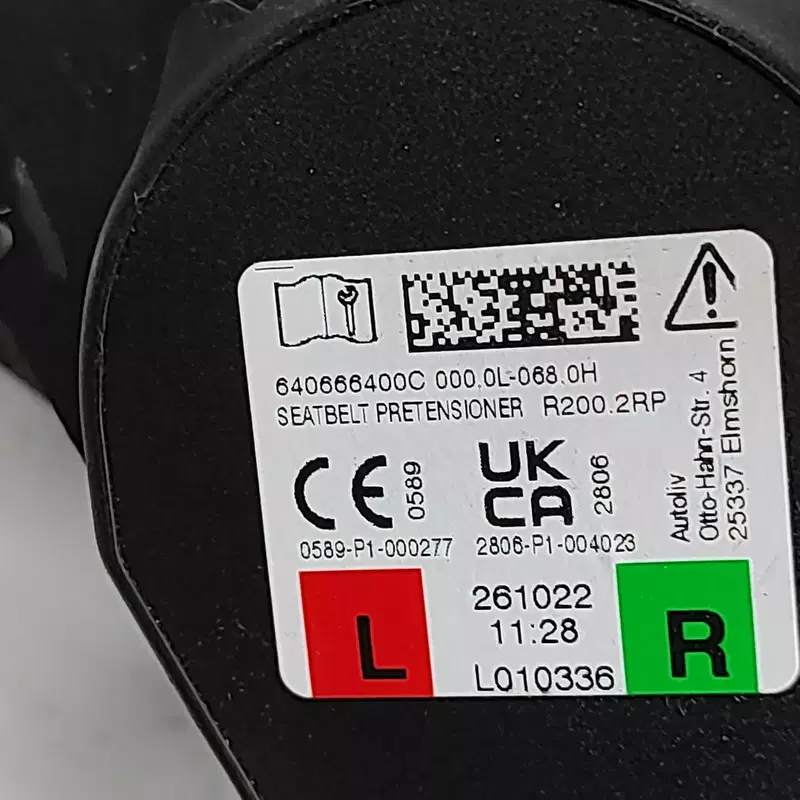 640666400C 000.0L-068.0H
SEATBELT PRETENSIONER R200.2RP
CE 0589
UK CA 2806
0589-P1-000277 2806-P1-004023
Autoliv
Otto-Hahn-Str. 4
25337 Elmshorn
L
261022
11:28
L010336
R